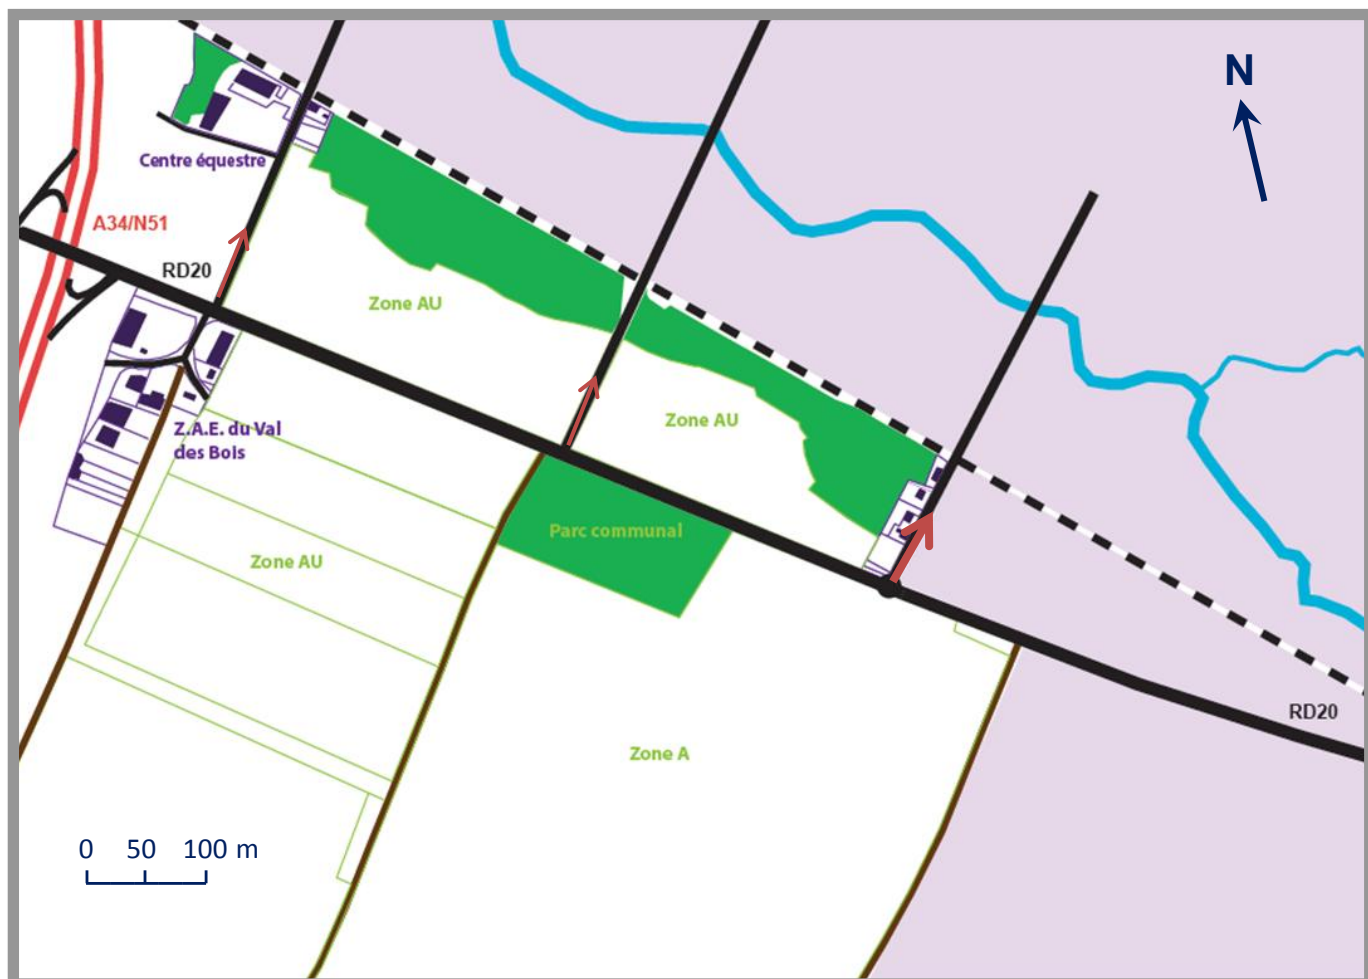 N
Centre équestre
A34/N51
RD20
Zone AU
Zone AU
Z.A.E. du Val
des Bois
Parc communal
Zone AU
RD20
Zone A
0 50 100 m